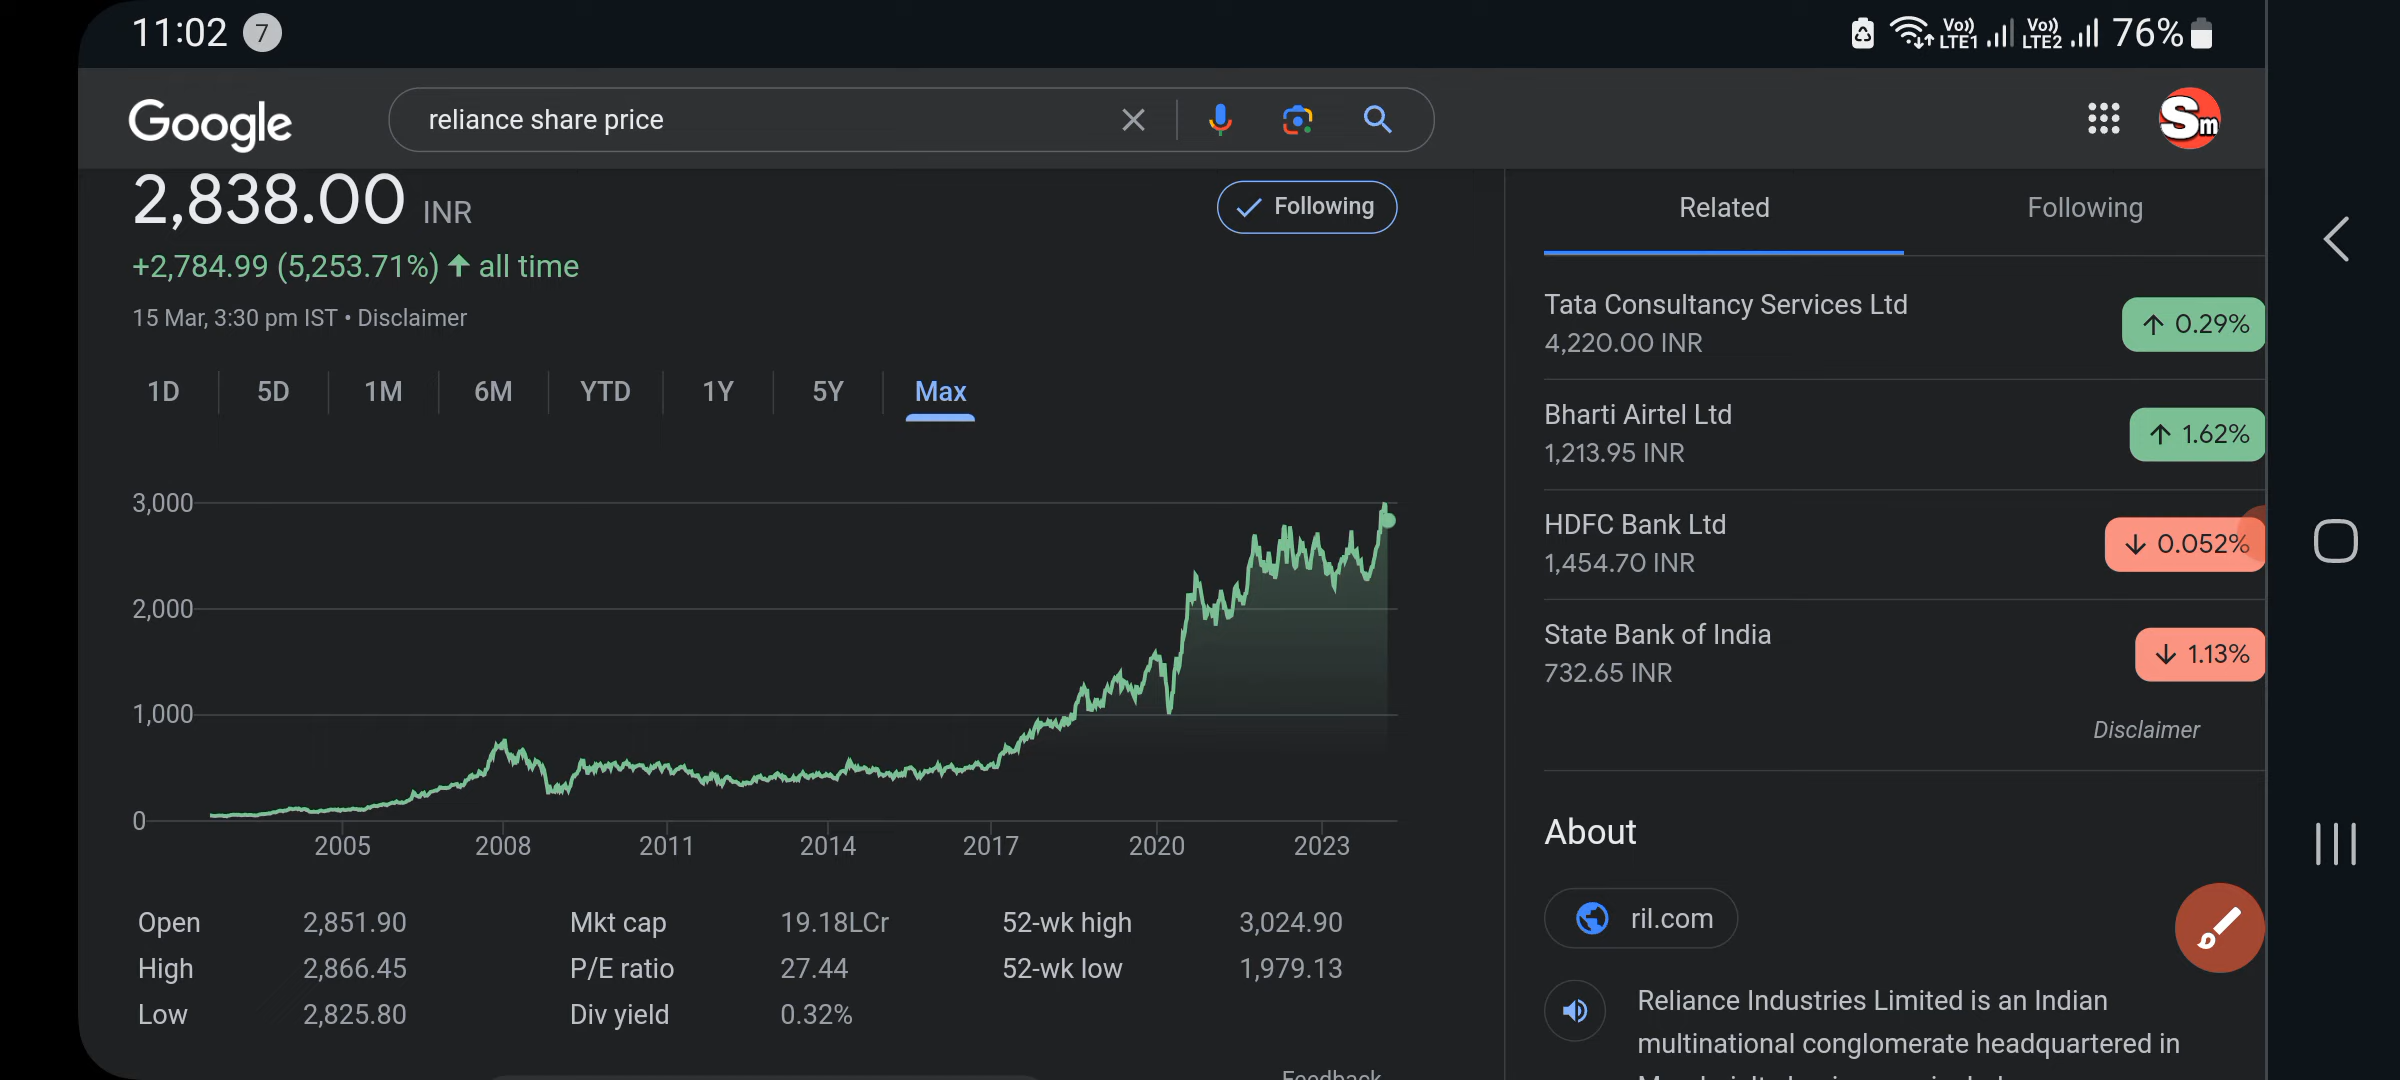 11:02 7
Vo)) LTE1 Vo)) LTE2 76%
Google
reliance share price
Sm
2,838.00 INR
Following
+2,784.99 (5,253.71%) all time
15 Mar, 3:30 pm IST • Disclaimer
1D 5D 1M 6M YTD 1Y 5Y Max
3,000
2,000
1,000
0
2005 2008 2011 2014 2017 2020 2023
Open 2,851.90 Mkt cap 19.18LCr 52-wk high 3,024.90
High 2,866.45 P/E ratio 27.44 52-wk low 1,979.13
Low 2,825.80 Div yield 0.32%
Feedback
Related Following
Tata Consultancy Services Ltd
4,220.00 INR
↑ 0.29%
Bharti Airtel Ltd
1,213.95 INR
↑ 1.62%
HDFC Bank Ltd
1,454.70 INR
↓ 0.052%
State Bank of India
732.65 INR
↓ 1.13%
Disclaimer
About
ril.com
Reliance Industries Limited is an Indian
multinational conglomerate headquartered in